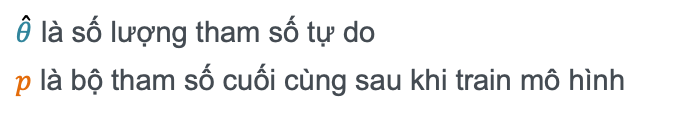 θ̂ là số lượng tham số tự do
p là bộ tham số cuối cùng sau khi train mô hình